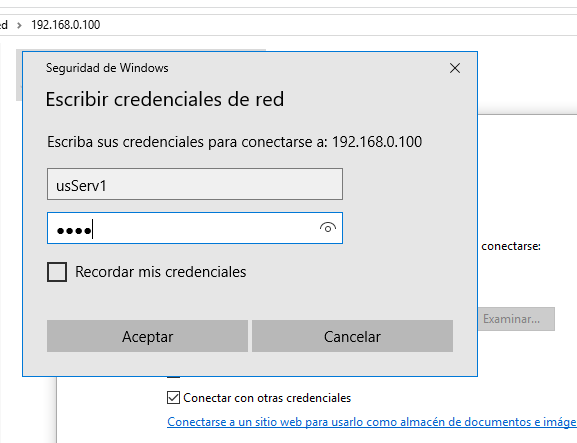 ed > 192.168.0.100
Seguridad de Windows
Escribir credenciales de red
Escriba sus credenciales para conectarse a: 192.168.0.100
usServ1
••••
conectarse:
Recordar mis credenciales
Examinar...
Aceptar
Cancelar
Conectar con otras credenciales
Conectarse a un sitio web para usarlo como almacén de documentos e imáge